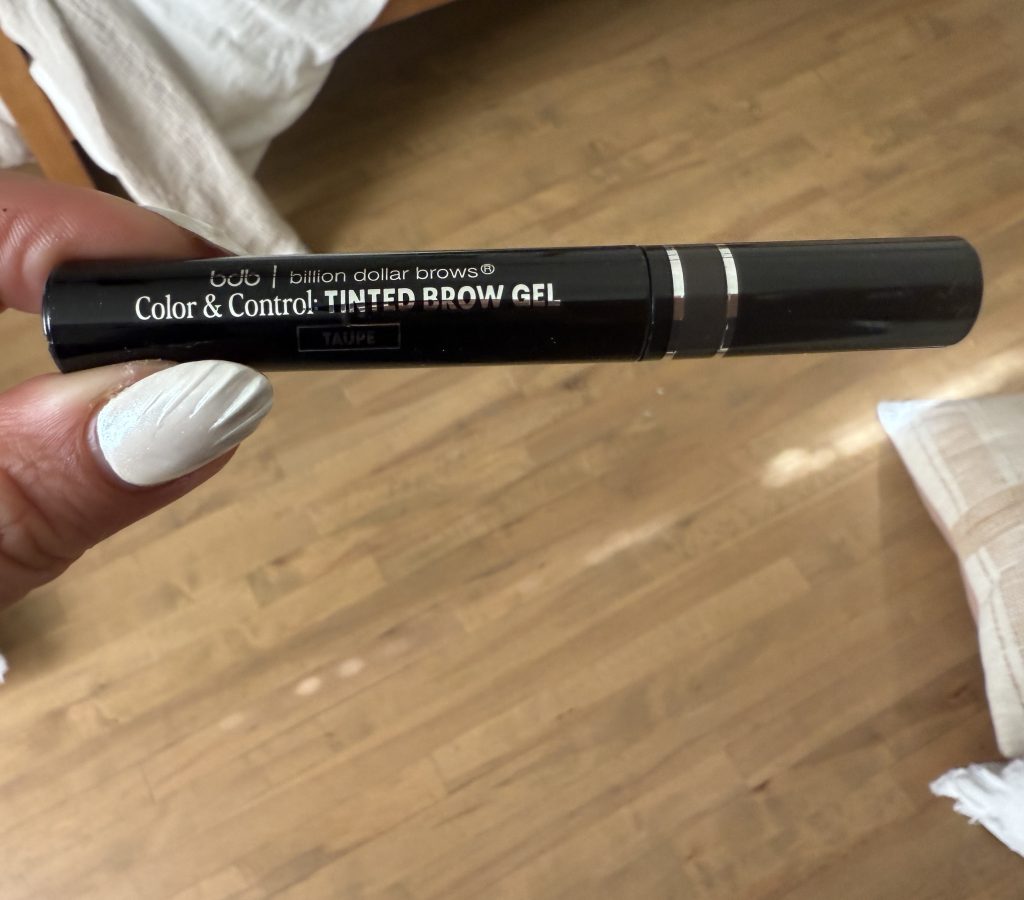 bdb | billion dollar brows®
Color & Control: TINTED BROW GEL
TAUPE